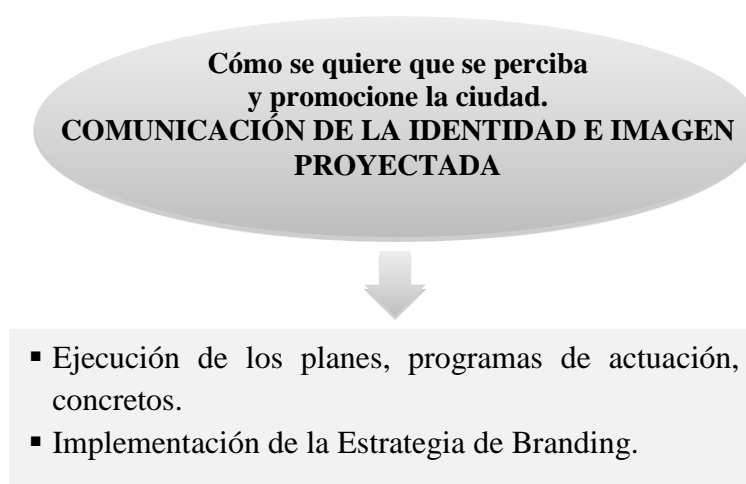 Cómo se quiere que se perciba
y promocione la ciudad.
COMUNICACIÓN DE LA IDENTIDAD E IMAGEN
PROYECTADA
▪ Ejecución de los planes, programas de actuación,
concretos.
▪ Implementación de la Estrategia de Branding.